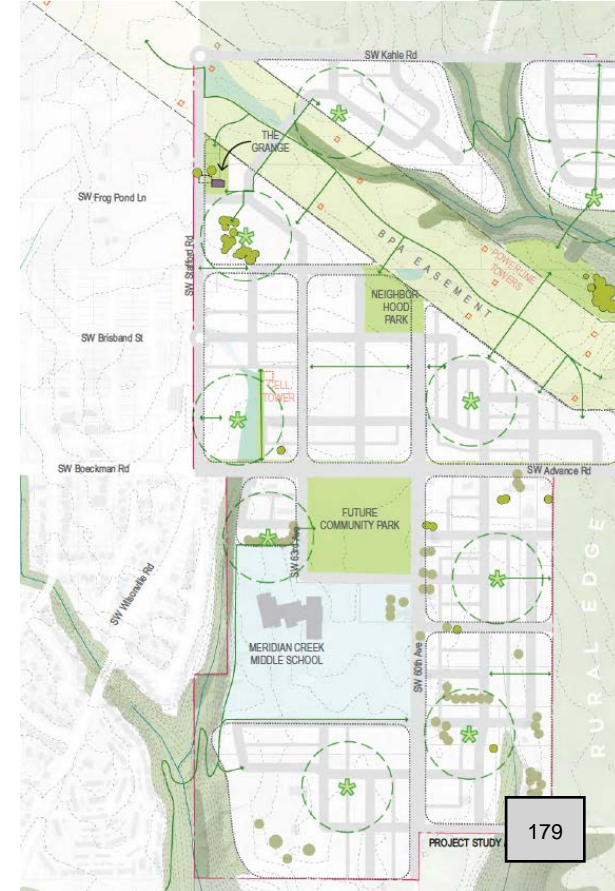 SW Kahle Rd
THE
GRANGE
SW Frog Pond Ln
SW Stafford Rd
BPA EASEMENT
POWERLINE
TOWERS
NEIGHBOR-
HOOD
PARK
SW Brisband St
CELL
TOWER
SW Boeckman Rd
SW Advance Rd
FUTURE
COMMUNITY PARK
SW 63rd Ave
SW Wilsonville Rd
MERIDIAN CREEK
MIDDLE SCHOOL
SW 60th Ave
RURAL EDGE
PROJECT STUDY
179